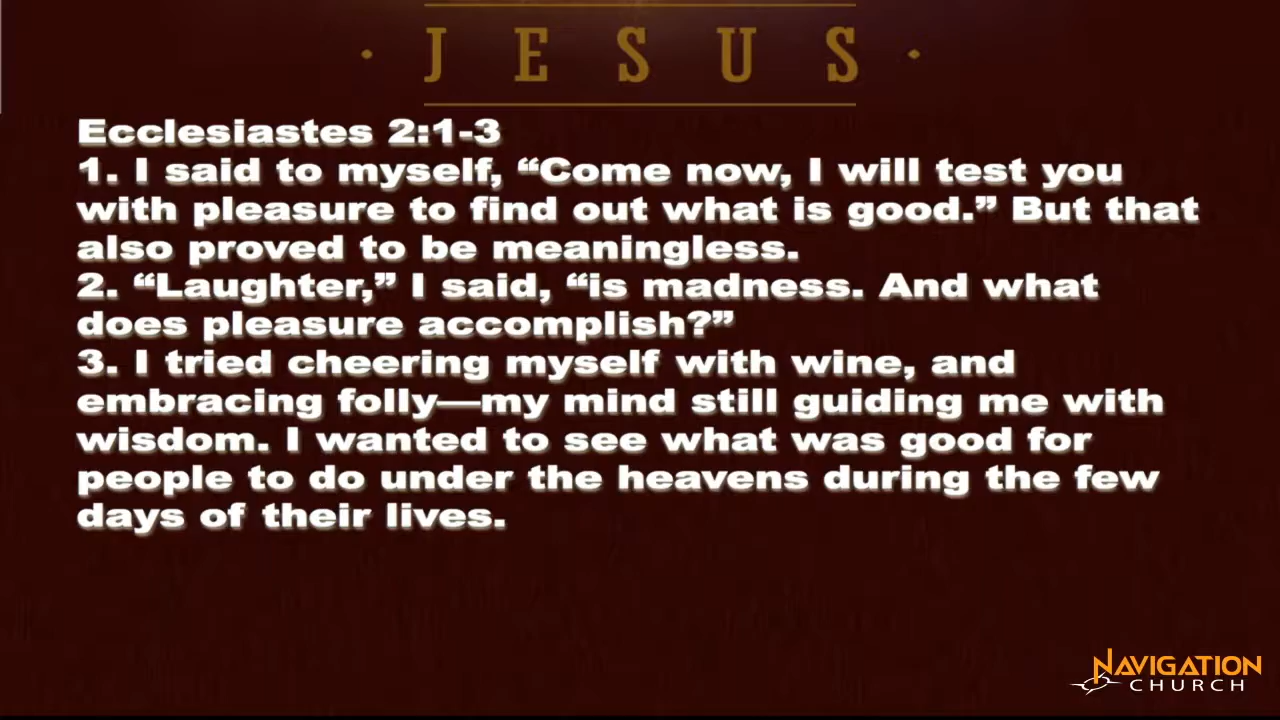 · JESUS ·
Ecclesiastes 2:1-3
1. I said to myself, “Come now, I will test you
with pleasure to find out what is good.” But that
also proved to be meaningless.
2. “Laughter,” I said, “is madness. And what
does pleasure accomplish?”
3. I tried cheering myself with wine, and
embracing folly—my mind still guiding me with
wisdom. I wanted to see what was good for
people to do under the heavens during the few
days of their lives.
NAVIGATION
CHURCH